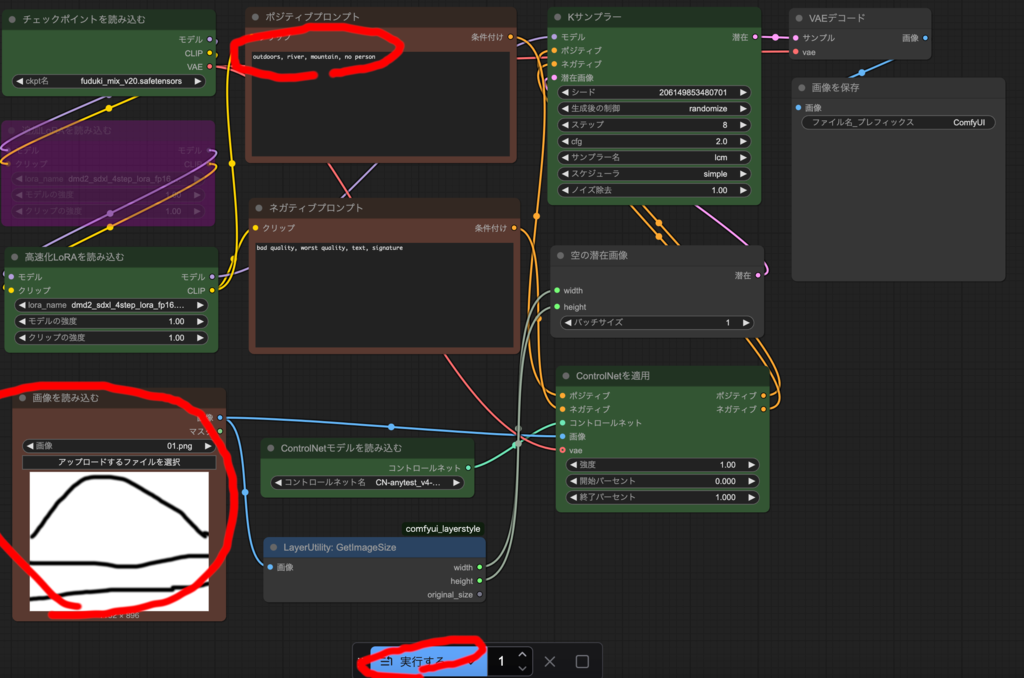 チェックポイントを読み込む
モデル
CLIP
VAE
ckpt名 fuduki_mix_v20.safetensors
LoRAを読み込む
モデル モデル
クリップ CLIP
lora_name dmd2_sdxl_4step_lora_fp16
モデルの強度 1.00
クリップの強度 1.00
高速化LoRAを読み込む
モデル モデル
クリップ CLIP
lora_name dmd2_sdxl_4step_lora_fp16....
モデルの強度 1.00
クリップの強度 1.00
画像を読み込む
画像
マスク
画像 01.png
アップロードするファイルを選択
ポジティブプロンプト
クリップ 条件付け
outdoors, river, mountain, no person
ネガティブプロンプト
クリップ 条件付け
bad quality, worst quality, text, signature
ControlNetモデルを読み込む
コントロールネット
コントロールネット名 CN-anytest_v4-...
comfyui_layerstyle
LayerUtility: GetImageSize
画像 width
height
original_size
Kサンプラー
モデル 潜在
ポジティブ
ネガティブ
潜在画像
シード 206149853480701
生成後の制御 randomize
ステップ 8
cfg 2.0
サンプラー名 lcm
スケジューラ simple
ノイズ除去 1.00
空の潜在画像
潜在
width
height
バッチサイズ 1
ControlNetを適用
ポジティブ ポジティブ
ネガティブ ネガティブ
コントロールネット
画像
vae
強度 1.00
開始パーセント 0.000
終了パーセント 1.000
VAEデコード
サンプル 画像
vae
画像を保存
画像
ファイル名_プレフィックス ComfyUI
実行する 1